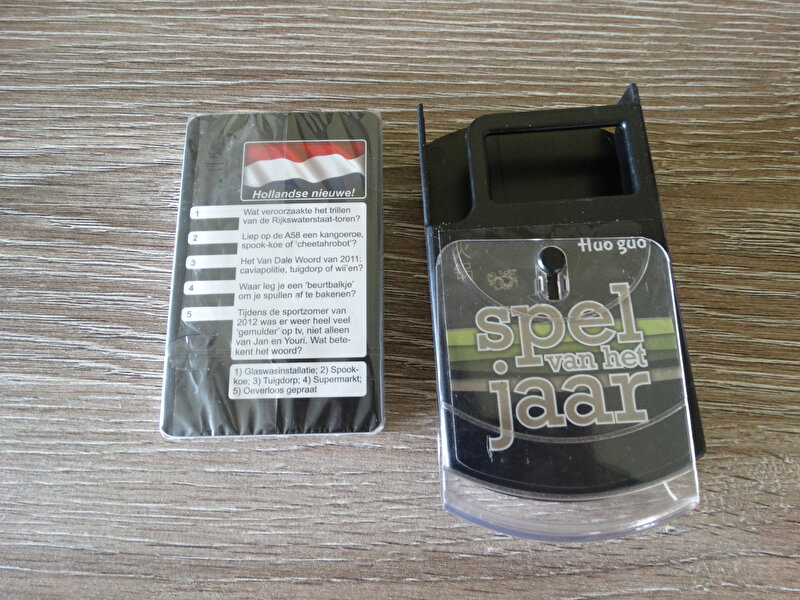 Hollandse nieuwe!
1 Wat veroorzaakte het trillen
van de Rijkswaterstaat-toren?
2 Liep op de A58 een kangoeroe,
spook-koe of 'cheetahrobot'?
3 Het Van Dale Woord van 2011:
caviapolitie, tuigdorp of wii'en?
4 Waar leg je een 'beurtbalkje'
om je spullen af te bakenen?
5 Tijdens de sportzomer van
2012 was er weer heel veel
'gemulder' op tv, niet alleen
van Jan en Youri. Wat bete-
kent het woord?
1) Glaswasinstallatie; 2) Spook-
koe; 3) Tuigdorp; 4) Supermarkt;
5) Oeverloos gepraat
Huo guo
spel
van het
jaar